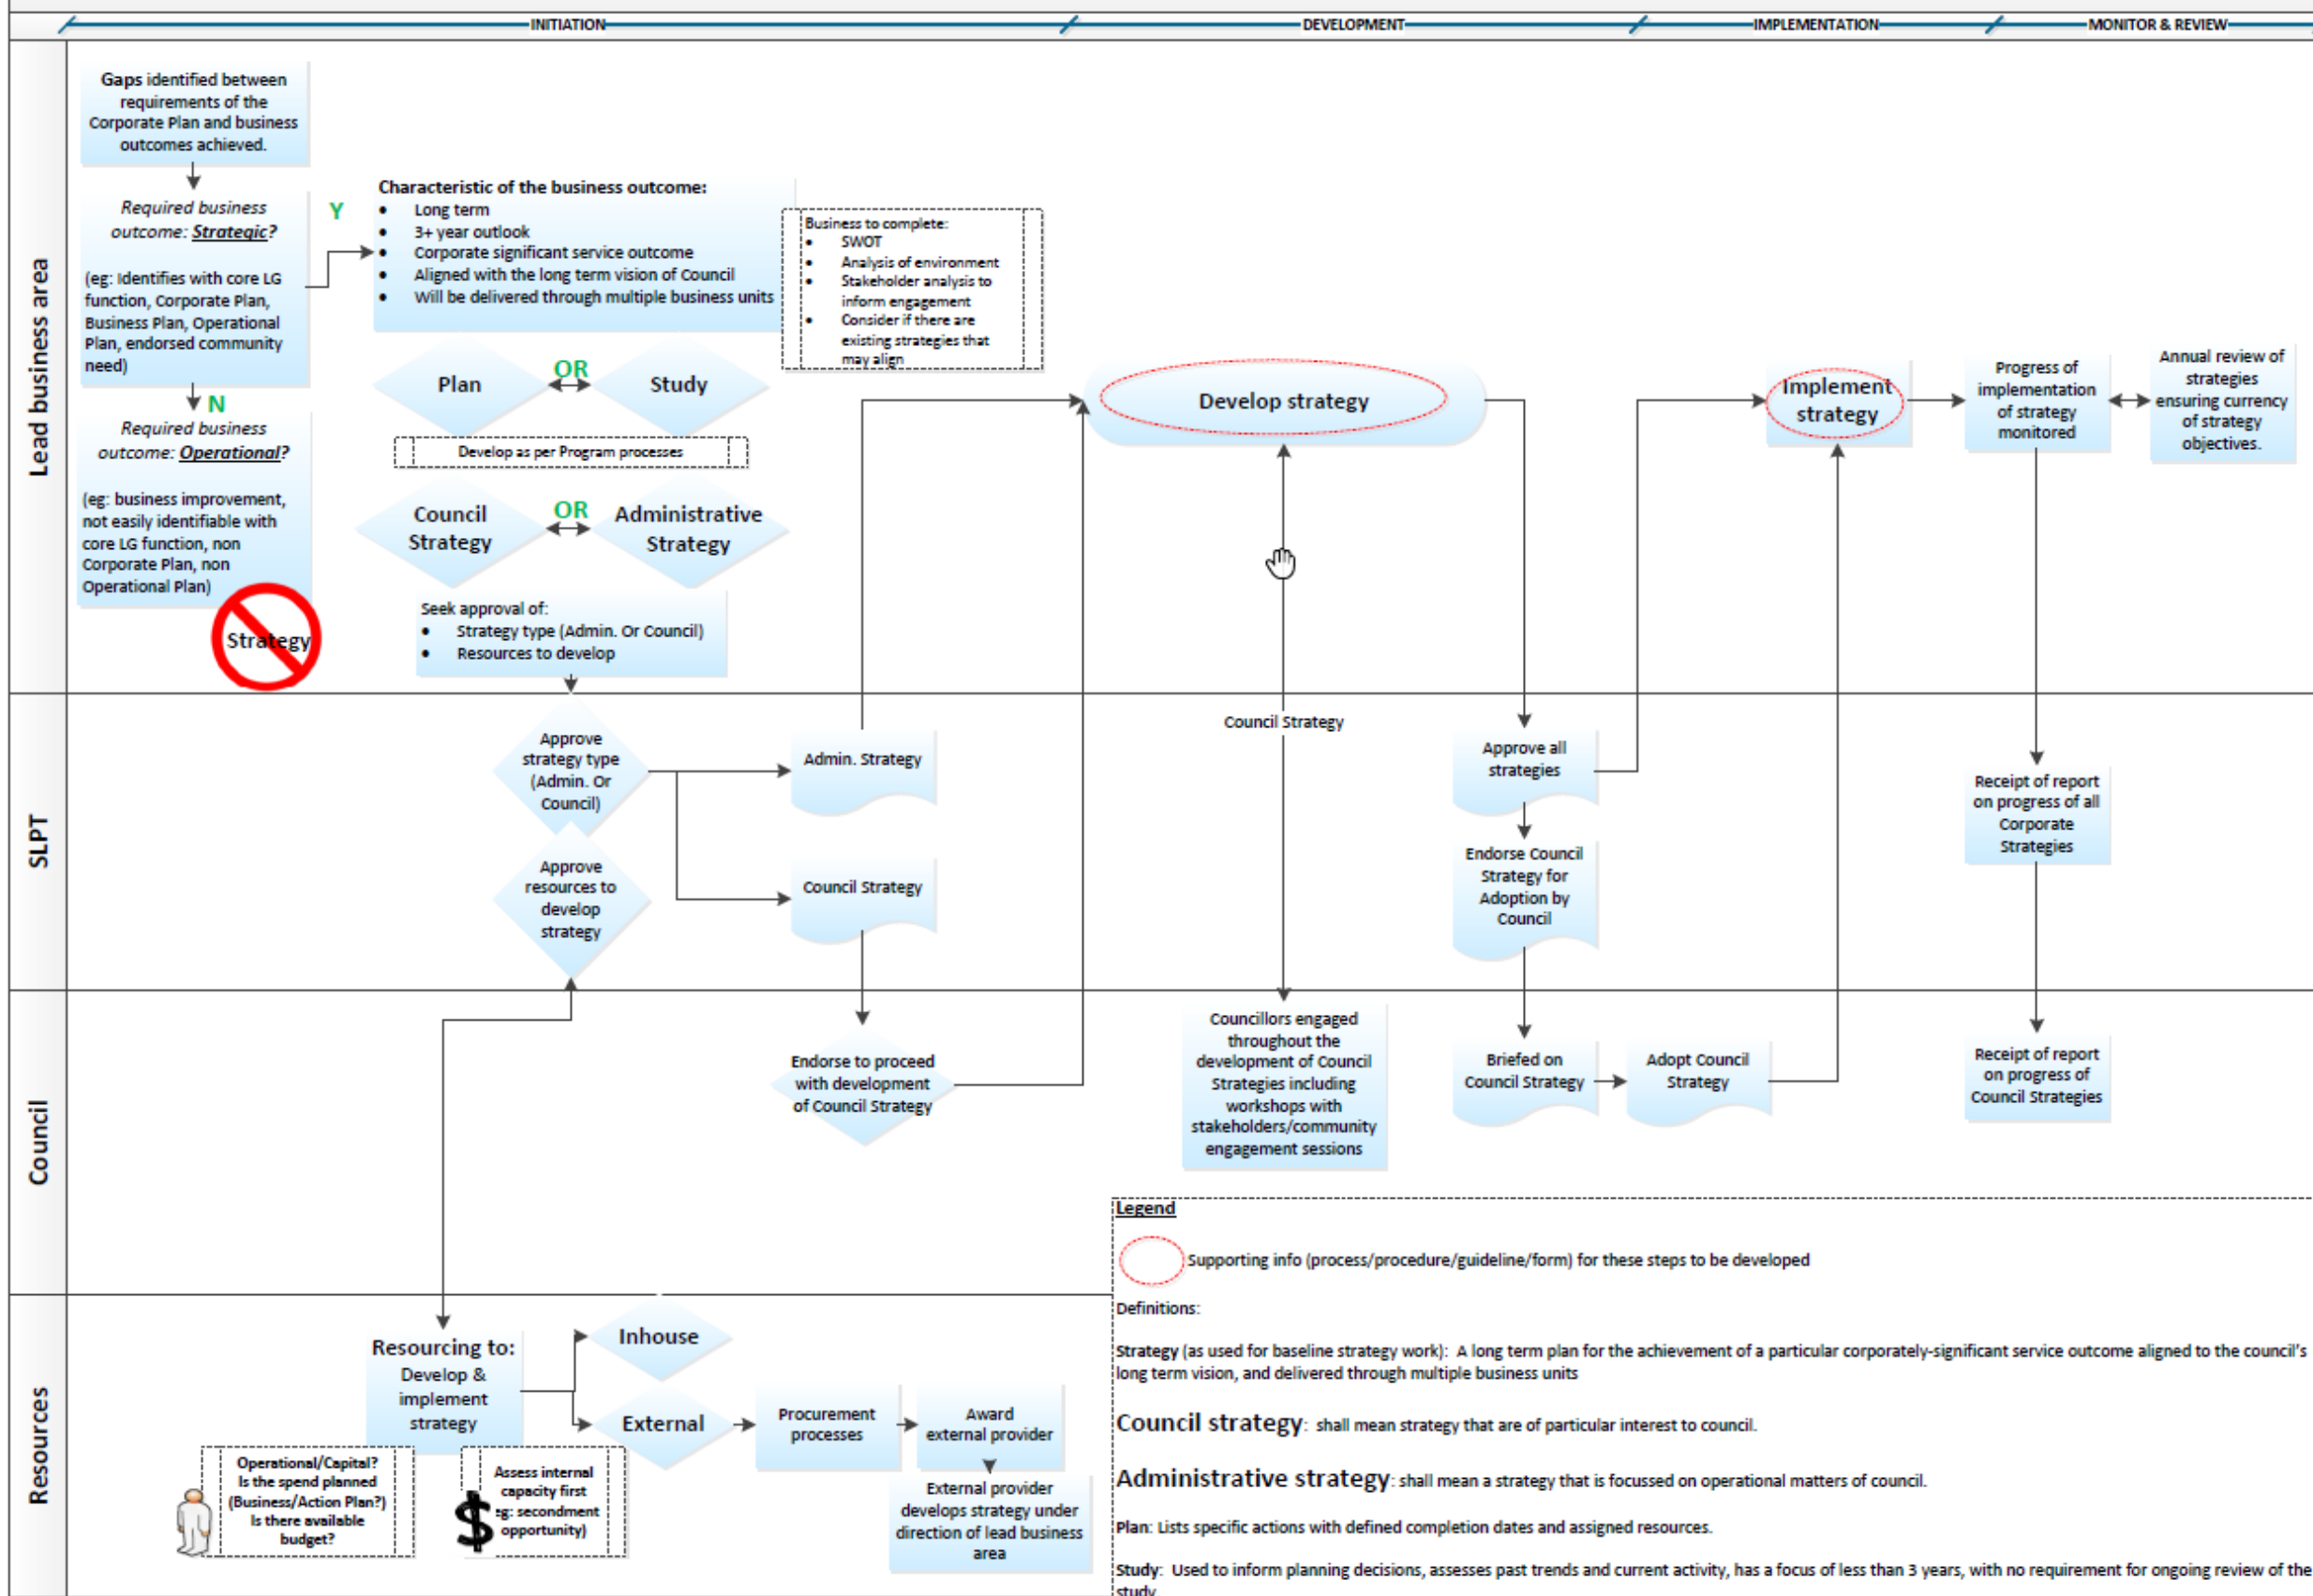 INITIATION
DEVELOPMENT
IMPLEMENTATION
MONITOR & REVIEW
Lead business area
Gaps identified between
requirements of the
Corporate Plan and business
outcomes achieved.
Required business
outcome: Strategic?
(eg: Identifies with core LG
function, Corporate Plan,
Business Plan, Operational
Plan, endorsed community
need)
Y
N
Required business
outcome: Operational?
(eg: business improvement,
not easily identifiable with
core LG function, non
Corporate Plan, non
Operational Plan)
Strategy
Characteristic of the business outcome:
• Long term
• 3+ year outlook
• Corporate significant service outcome
• Aligned with the long term vision of Council
• Will be delivered through multiple business units
Business to complete:
• SWOT
• Analysis of environment
• Stakeholder analysis to
inform engagement
• Consider if there are
existing strategies that
may align
Plan
OR
Study
Develop as per Program processes
Council
Strategy
OR
Administrative
Strategy
Seek approval of:
• Strategy type (Admin. Or Council)
• Resources to develop
Develop strategy
Implement
strategy
Progress of
implementation
of strategy
monitored
Annual review of
strategies
ensuring currency
of strategy
objectives.
SLPT
Approve
strategy type
(Admin. Or
Council)
Approve
resources to
develop
strategy
Admin. Strategy
Council Strategy
Council Strategy
Approve all
strategies
Endorse Council
Strategy for
Adoption by
Council
Receipt of report
on progress of all
Corporate
Strategies
Council
Endorse to proceed
with development
of Council Strategy
Councillors engaged
throughout the
development of Council
Strategies including
workshops with
stakeholders/community
engagement sessions
Briefed on
Council Strategy
Adopt Council
Strategy
Receipt of report
on progress of
Council Strategies
Resources
Resourcing to:
Develop &
implement
strategy
Inhouse
External
Procurement
processes
Award
external provider
External provider
develops strategy under
direction of lead business
area
Operational/Capital?
Is the spend planned
(Business/Action Plan?)
Is there available
budget?
$
Assess internal
capacity first
eg: secondment
opportunity)
Legend
Supporting info (process/procedure/guideline/form) for these steps to be developed
Definitions:
Strategy (as used for baseline strategy work): A long term plan for the achievement of a particular corporately-significant service outcome aligned to the council's
long term vision, and delivered through multiple business units
Council strategy: shall mean strategy that are of particular interest to council.
Administrative strategy: shall mean a strategy that is focussed on operational matters of council.
Plan: Lists specific actions with defined completion dates and assigned resources.
Study: Used to inform planning decisions, assesses past trends and current activity, has a focus of less than 3 years, with no requirement for ongoing review of the
study